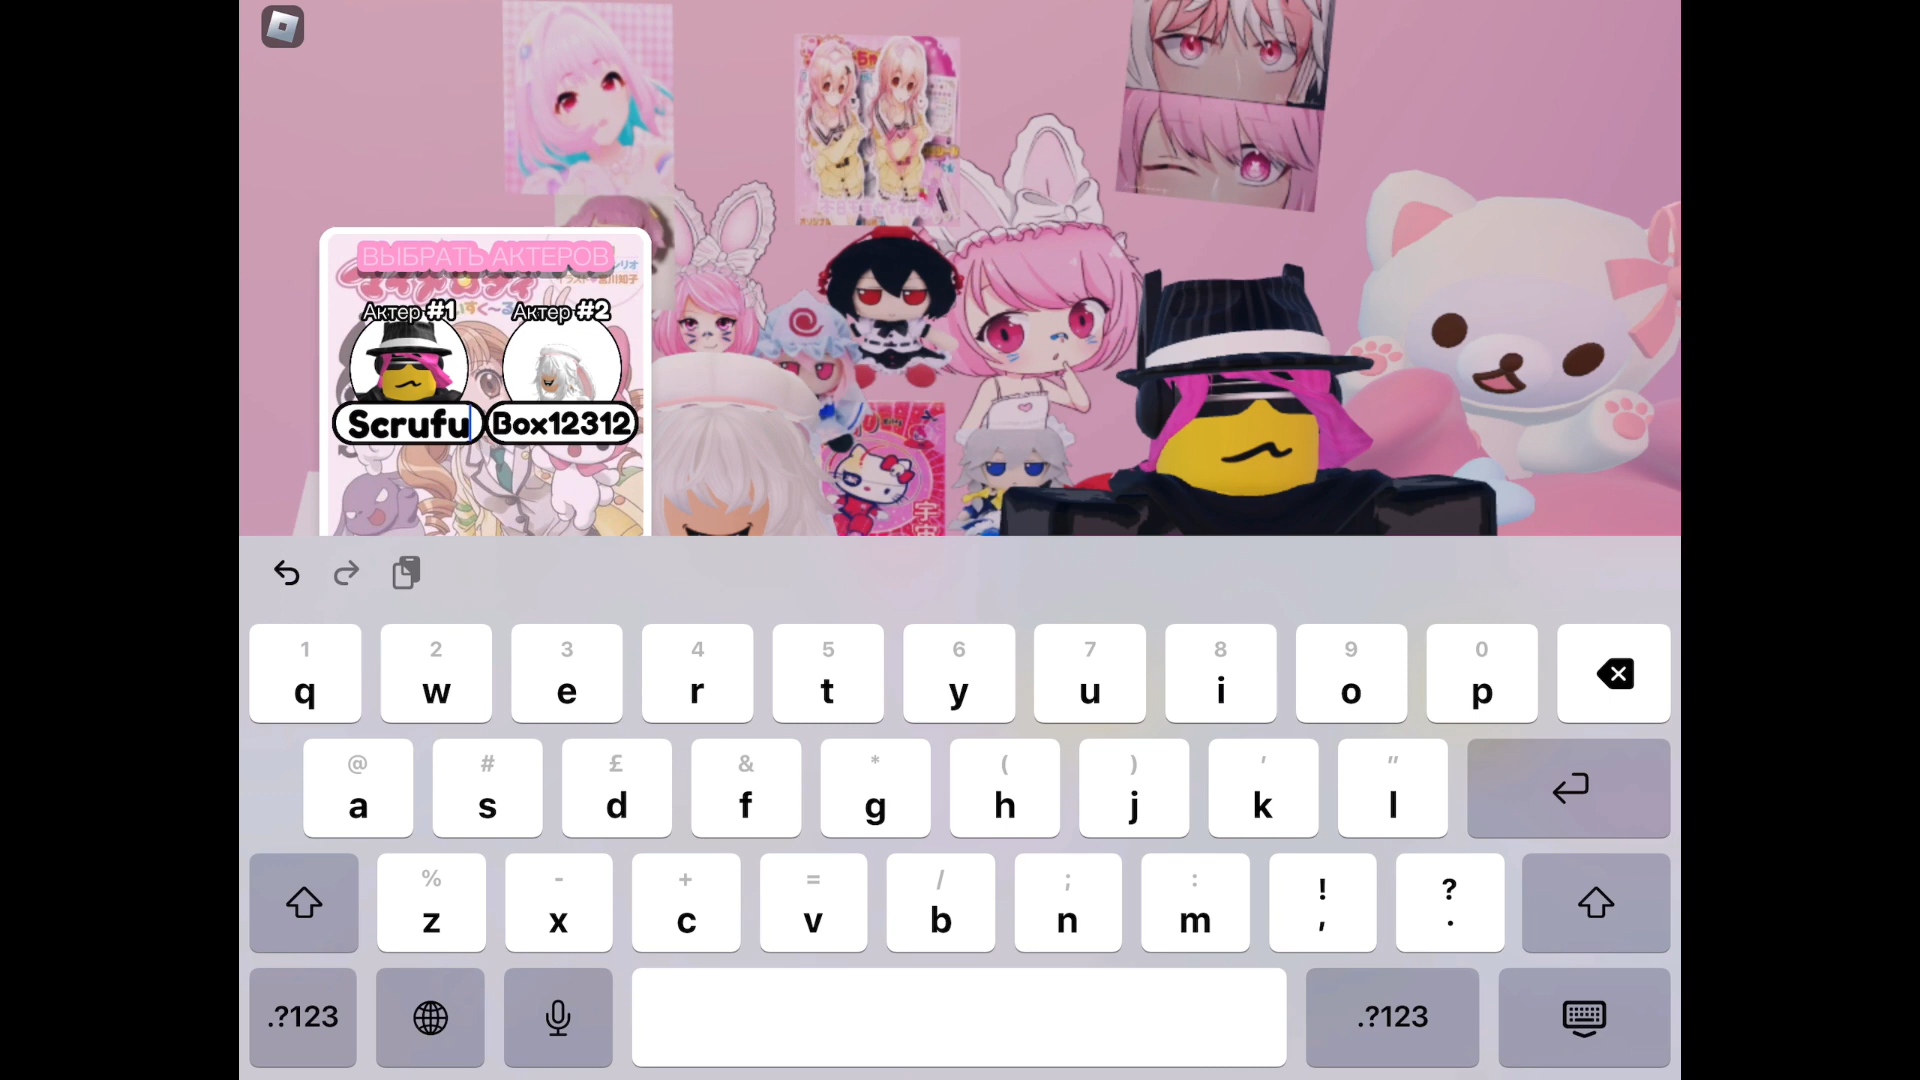 ВЫБРАТЬ АКТЕРОВ
Актер #1 Актер #2
Scrufu Box12312
1 2 3 4 5 6 7 8 9 0
q w e r t y u i o p
@ # £ & * ( ) ' "
a s d f g h j k l
% - + = / ; : ! ?
z x c v b n m , .
.?123 .?123